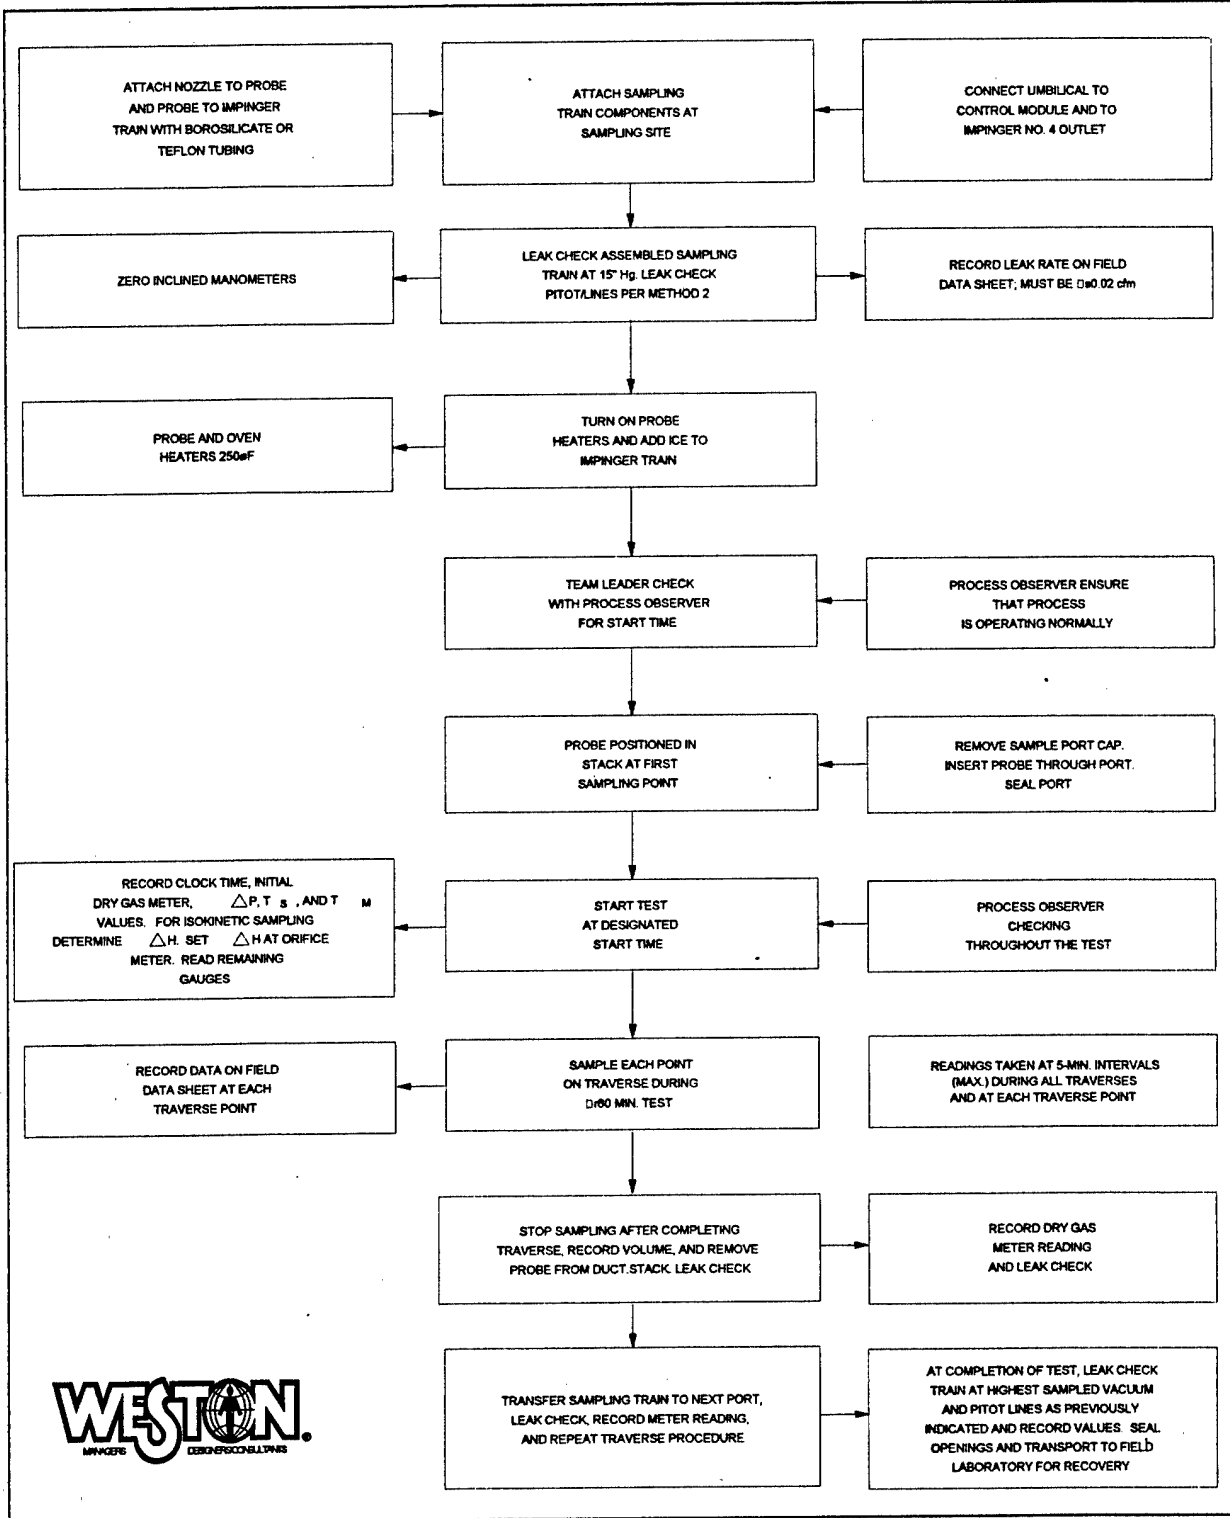 ATTACH NOZZLE TO PROBE
AND PROBE TO IMPINGER
TRAIN WITH BOROSILICATE OR
TEFLON TUBING
ATTACH SAMPLING
TRAIN COMPONENTS AT
SAMPLING SITE
CONNECT UMBILICAL TO
CONTROL MODULE AND TO
IMPINGER NO. 4 OUTLET
ZERO INCLINED MANOMETERS
LEAK CHECK ASSEMBLED SAMPLING
TRAIN AT 15" Hg. LEAK CHECK
PITOT/LINES PER METHOD 2
RECORD LEAK RATE ON FIELD
DATA SHEET; MUST BE □≤0.02 cfm
PROBE AND OVEN
HEATERS 250øF
TURN ON PROBE
HEATERS AND ADD ICE TO
IMPINGER TRAIN
TEAM LEADER CHECK
WITH PROCESS OBSERVER
FOR START TIME
PROCESS OBSERVER ENSURE
THAT PROCESS
IS OPERATING NORMALLY
PROBE POSITIONED IN
STACK AT FIRST
SAMPLING POINT
REMOVE SAMPLE PORT CAP.
INSERT PROBE THROUGH PORT.
SEAL PORT
RECORD CLOCK TIME, INITIAL
DRY GAS METER, △P, T s , AND T M
VALUES. FOR ISOKINETIC SAMPLING
DETERMINE △H. SET △H AT ORIFICE
METER. READ REMAINING
GAUGES
START TEST
AT DESIGNATED
START TIME
PROCESS OBSERVER
CHECKING
THROUGHOUT THE TEST
RECORD DATA ON FIELD
DATA SHEET AT EACH
TRAVERSE POINT
SAMPLE EACH POINT
ON TRAVERSE DURING
□r60 MIN. TEST
READINGS TAKEN AT 5-MIN. INTERVALS
(MAX.) DURING ALL TRAVERSES
AND AT EACH TRAVERSE POINT
STOP SAMPLING AFTER COMPLETING
TRAVERSE, RECORD VOLUME, AND REMOVE
PROBE FROM DUCT.STACK. LEAK CHECK
RECORD DRY GAS
METER READING
AND LEAK CHECK
TRANSFER SAMPLING TRAIN TO NEXT PORT,
LEAK CHECK, RECORD METER READING,
AND REPEAT TRAVERSE PROCEDURE
AT COMPLETION OF TEST, LEAK CHECK
TRAIN AT HIGHEST SAMPLED VACUUM
AND PITOT LINES AS PREVIOUSLY
INDICATED AND RECORD VALUES. SEAL
OPENINGS AND TRANSPORT TO FIELD
LABORATORY FOR RECOVERY
WESTON.
MANAGERS DESIGNERS/CONSULTANTS